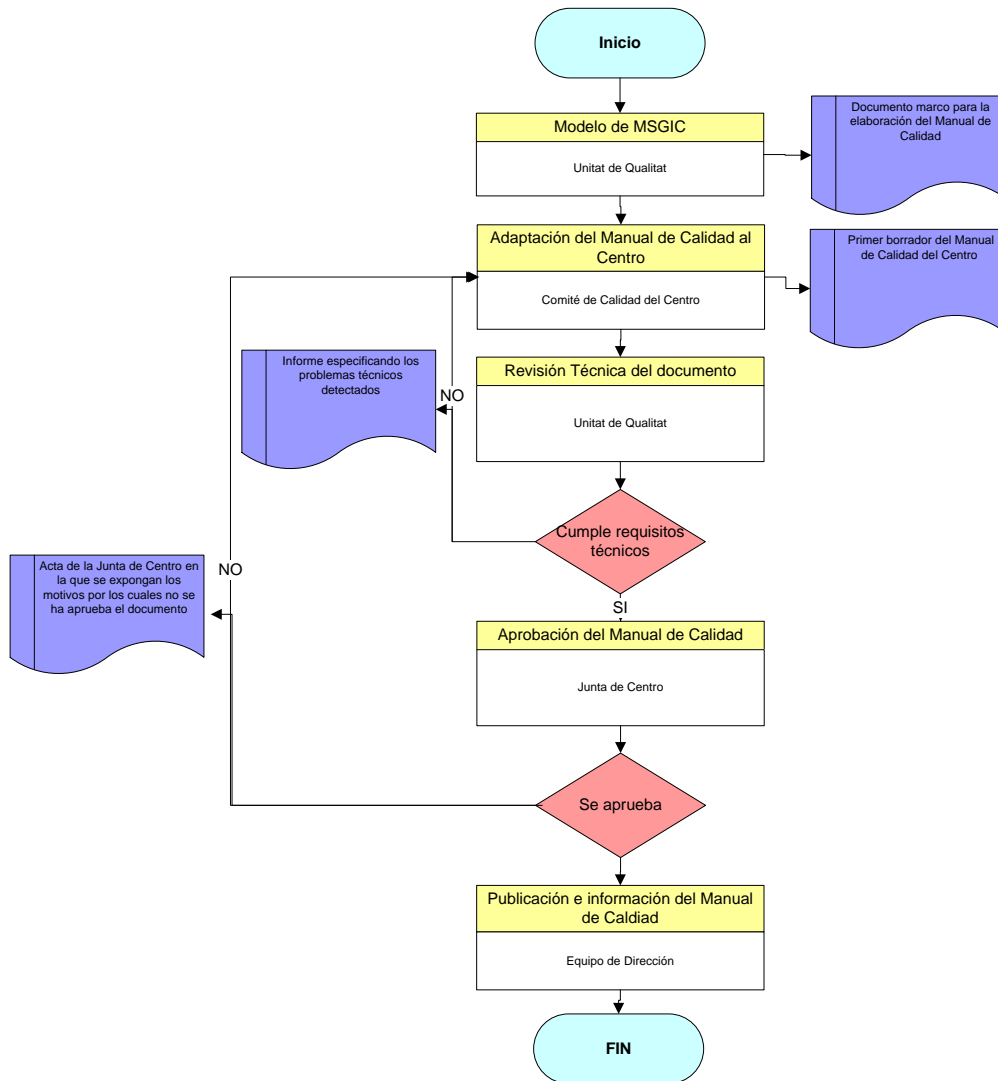 Inicio
Modelo de MSGIC
Unitat de Qualitat
Documento marco para la
elaboración del Manual de
Calidad
Adaptación del Manual de Calidad al
Centro
Comité de Calidad del Centro
Primer borrador del Manual
de Calidad del Centro
Revisión Técnica del documento
Unitat de Qualitat
Informe especificando los
problemas técnicos
detectados
NO
Cumple requisitos
técnicos
SI
Acta de la Junta de Centro en
la que se expongan los
motivos por los cuales no se
ha aprueba el documento
NO
Aprobación del Manual de Calidad
Junta de Centro
Se aprueba
Publicación e información del Manual
de Caldiad
Equipo de Dirección
FIN